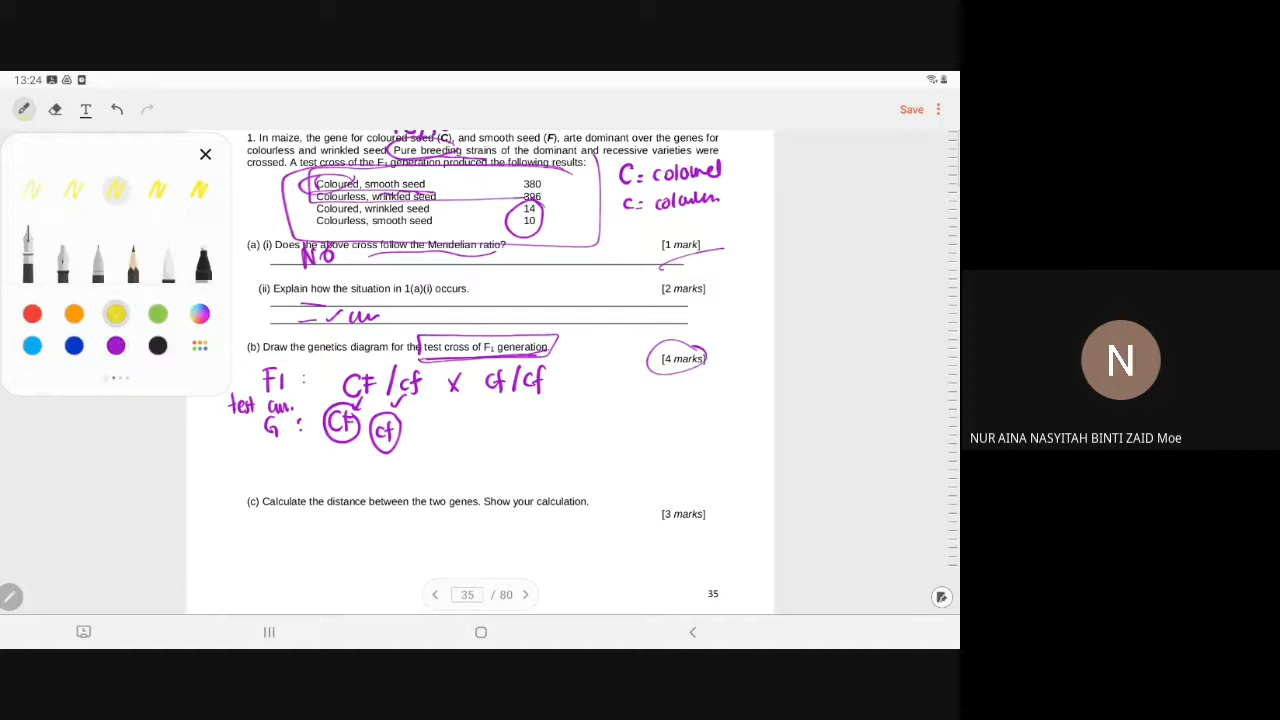 13:24
T
Save
1. In maize, the gene for coloured seed (C), and smooth seed (F), arte dominant over the genes for
colourless and wrinkled seed. Pure breeding strains of the dominant and recessive varieties were
crossed. A test cross of the F1 generation produced the following results:
C = coloured
Coloured, smooth seed 380
Colourless, wrinkled seed 396
c = colourless
Coloured, wrinkled seed 14
Colourless, smooth seed 10
(a) (i) Does the above cross follow the Mendelian ratio? [1 mark]
NO
(ii) Explain how the situation in 1(a)(i) occurs. [2 marks]
(b) Draw the genetics diagram for the test cross of F1 generation.
[4 marks]
F1 : CF / cf x cf / cf
test
G : CF cf
(c) Calculate the distance between the two genes. Show your calculation.
[3 marks]
35 / 80
35
N
NUR AINA NASYITAH BINTI ZAID Moe